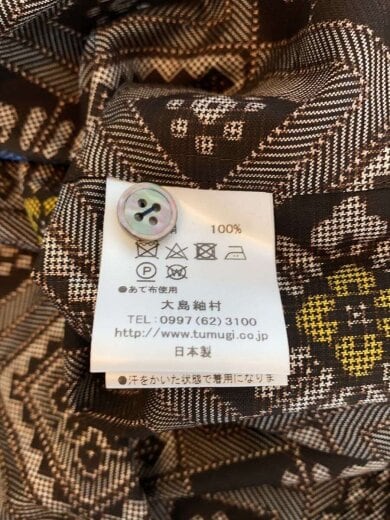 100%
P W
●あて布使用
大島紬村
TEL:0997(62)3100
http://www.tumugi.co.jp
日本製
●汗をかいた状態で着用になりま